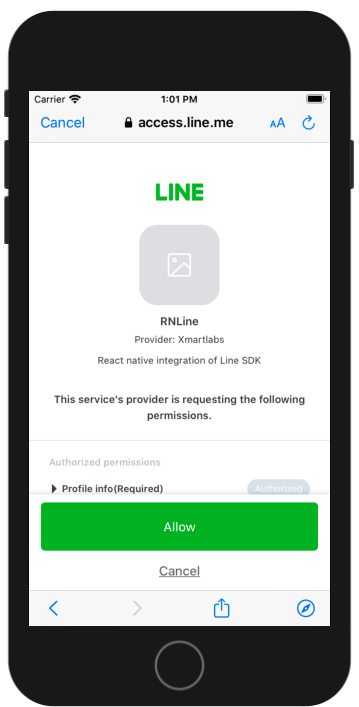 Carrier 1:01 PM
Cancel access.line.me AA
LINE
RNLine
Provider: Xmartlabs
React native integration of Line SDK
This service's provider is requesting the following
permissions.
Authorized permissions
Profile info(Required) Authorized
Allow
Cancel